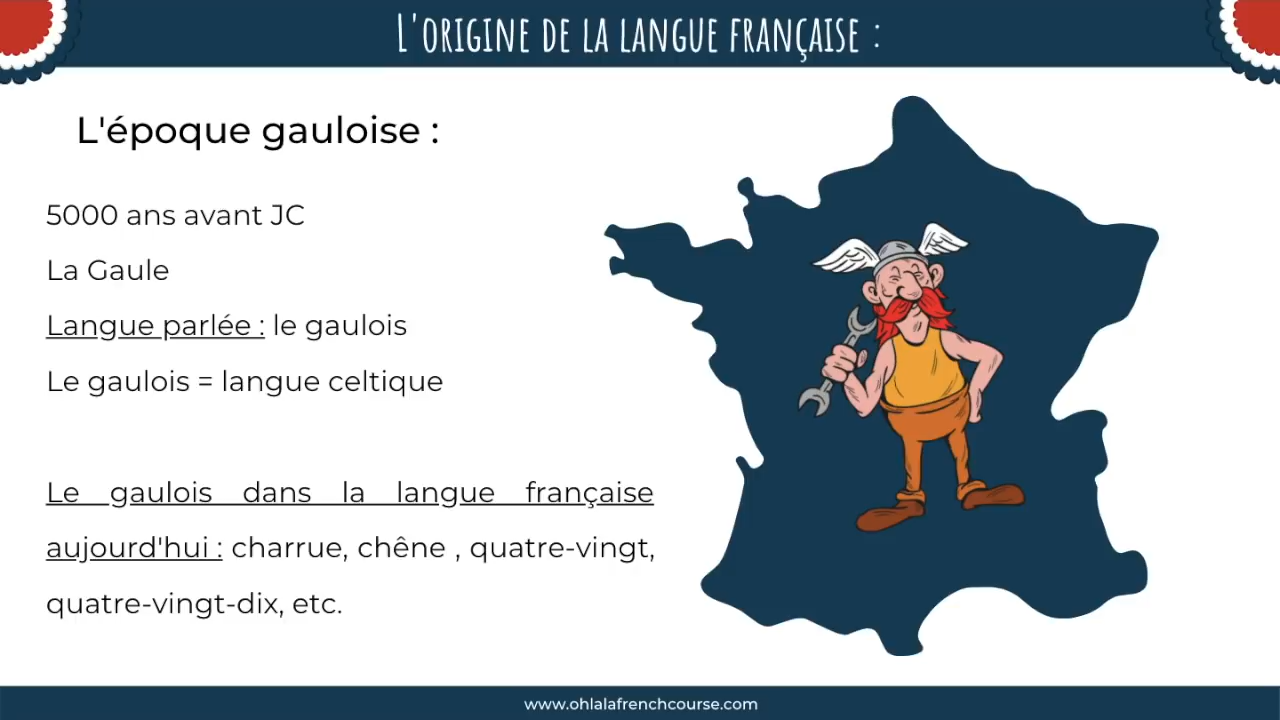 L'ORIGINE DE LA LANGUE FRANÇAISE :
L'époque gauloise :
5000 ans avant JC
La Gaule
Langue parlée : le gaulois
Le gaulois = langue celtique
Le gaulois dans la langue française
aujourd'hui : charrue, chêne , quatre-vingt,
quatre-vingt-dix, etc.
www.ohlalafrenchcourse.com